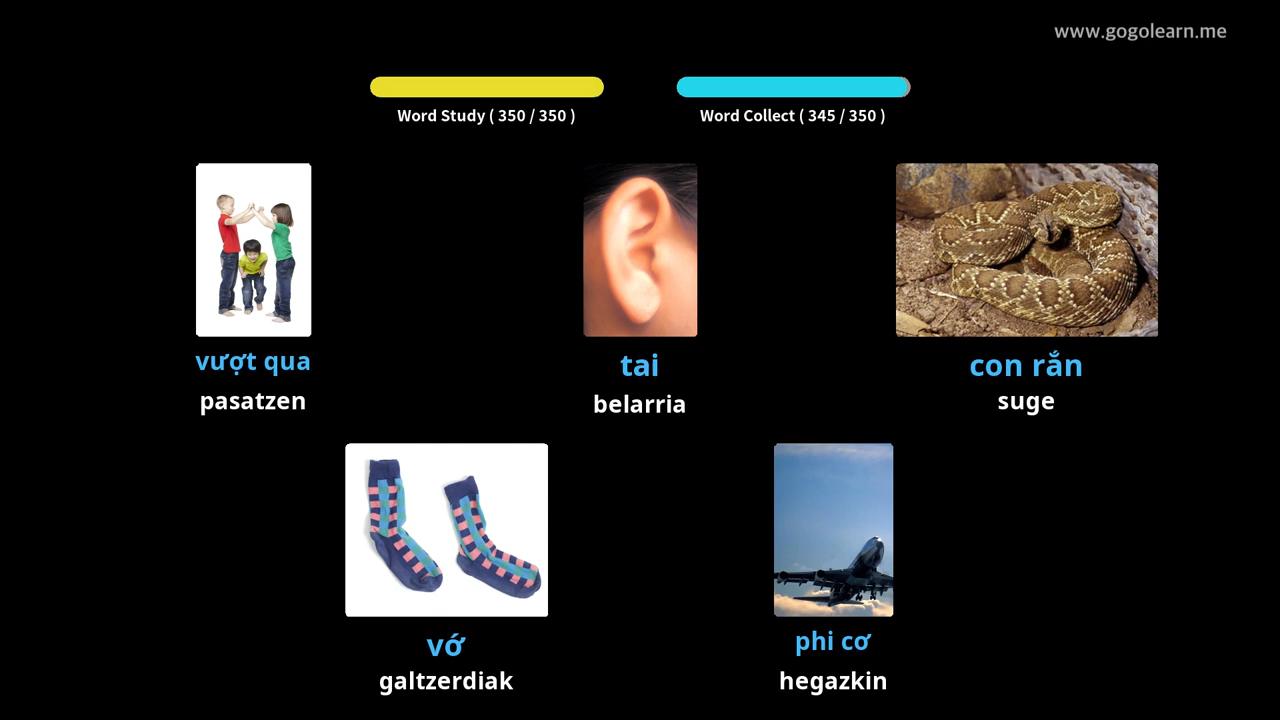 www.gogolearn.me
Word Study ( 350 / 350 )
Word Collect ( 345 / 350 )
vượt qua
pasatzen
tai
belarria
con rắn
suge
vớ
galtzerdiak
phi cơ
hegazkin